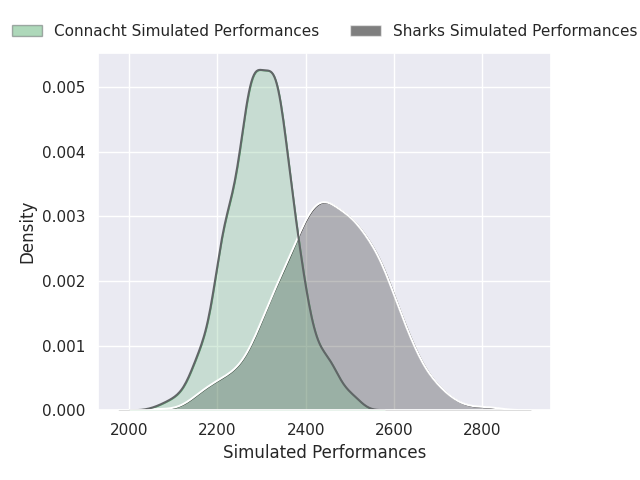 Connacht Simulated Performances Sharks Simulated Performances
0.005
0.004
0.003
0.002
0.001
0.000
Density
2000 2200 2400 2600 2800
Simulated Performances